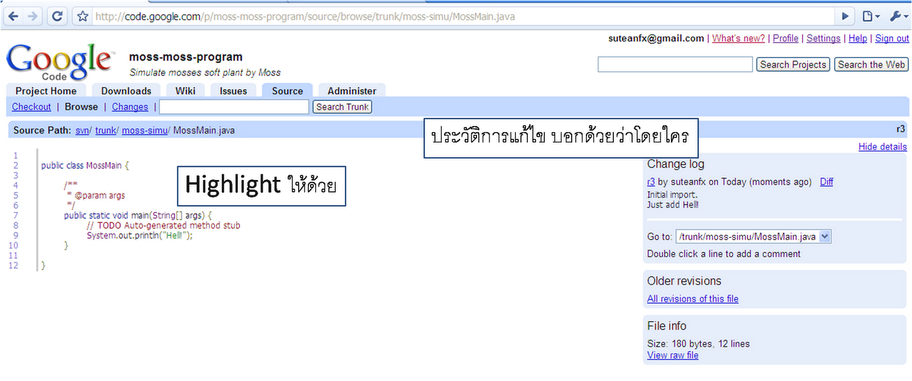 http://code.google.com/p/moss-moss-program/source/browse/trunk/moss-simu/MossMain.java
suteanfx@gmail.com | What's new? | Profile | Settings | Help | Sign out
Google
Code
moss-moss-program
Simulate mosses soft plant by Moss
Search Projects Search the Web
Project Home Downloads Wiki Issues Source Administer
Checkout | Browse | Changes | Search Trunk
Source Path: svn/ trunk/ moss-simu/ MossMain.java r3
ประวัติการแก้ไข บอกด้วยว่าโดยใคร
Hide details
1
2 public class MossMain {
3
4 /**
5 * @param args
6 */
7 public static void main(String[] args) {
8 // TODO Auto-generated method stub
9 System.out.println("Hell!");
10 }
11
12 }
Highlight ให้ด้วย
Change log
r3 by suteanfx on Today (moments ago) Diff
Initial import.
Just add Hell!
Go to: /trunk/moss-simu/MossMain.java
Double click a line to add a comment
Older revisions
All revisions of this file
File info
Size: 180 bytes, 12 lines
View raw file